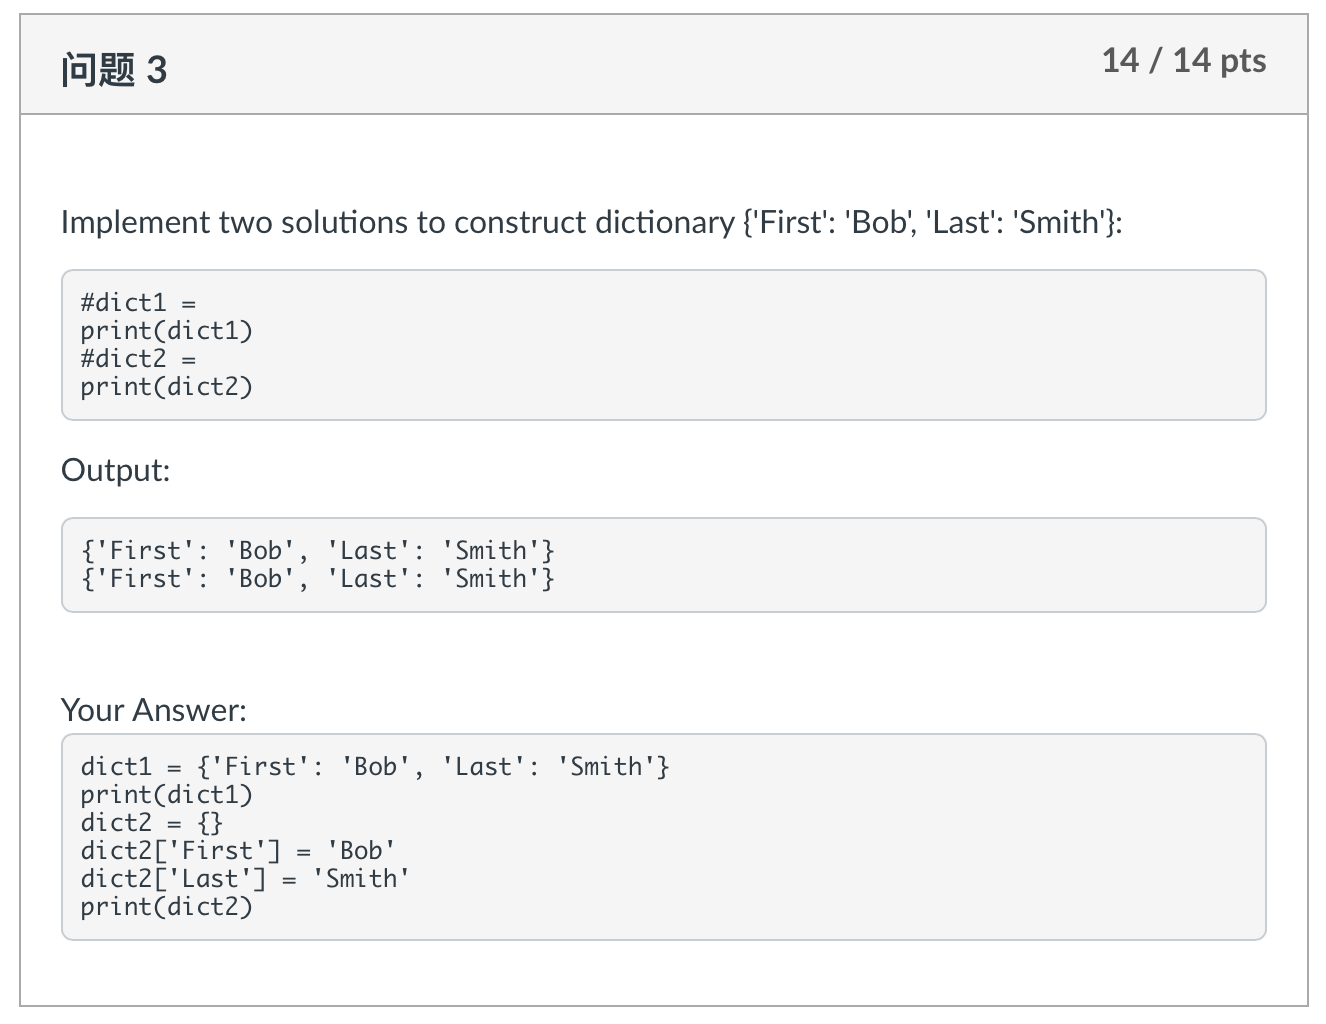 问题 3
14 / 14 pts
Implement two solutions to construct dictionary {'First': 'Bob', 'Last': 'Smith'}:
#dict1 =
print(dict1)
#dict2 =
print(dict2)
Output:
{'First': 'Bob', 'Last': 'Smith'}
{'First': 'Bob', 'Last': 'Smith'}
Your Answer:
dict1 = {'First': 'Bob', 'Last': 'Smith'}
print(dict1)
dict2 = {}
dict2['First'] = 'Bob'
dict2['Last'] = 'Smith'
print(dict2)